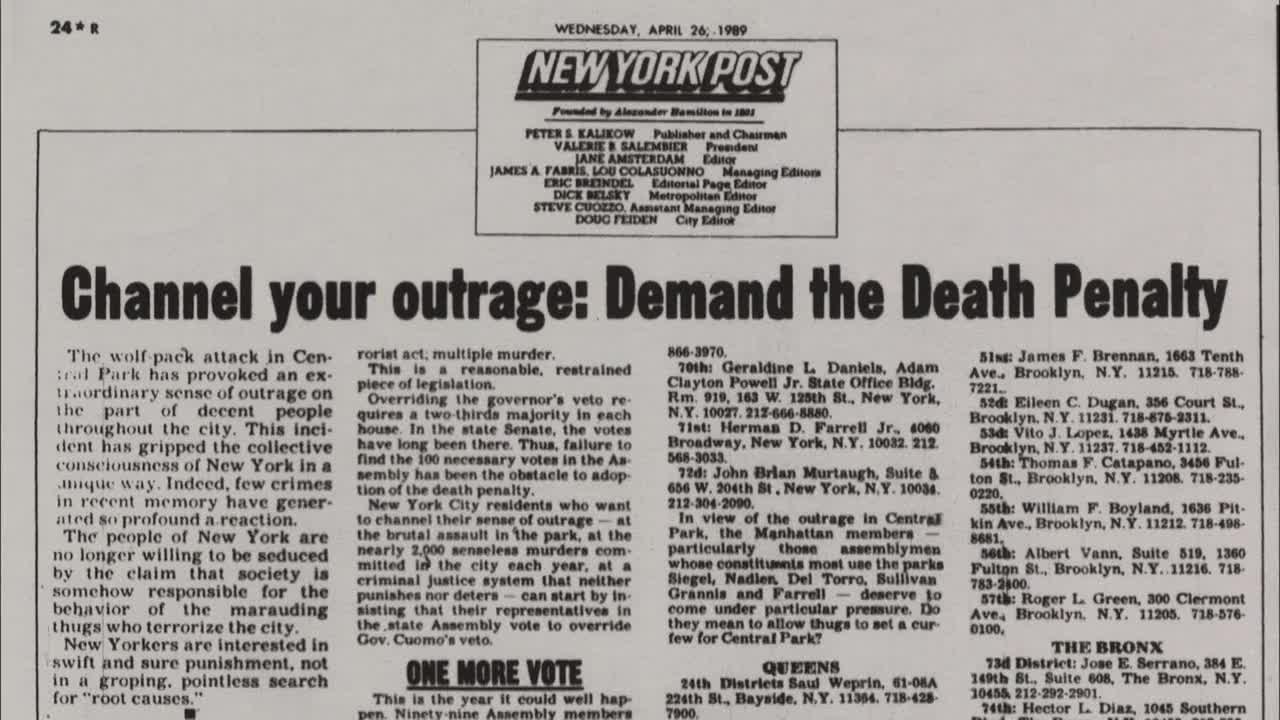 24* R
WEDNESDAY, APRIL 26, 1989
NEW YORK POST
Founded by Alexander Hamilton in 1801
PETER S. KALIKOW Publisher and Chairman
VALERIE B. SALEMBIER President
JANE AMSTERDAM Editor
JAMES A. FABRIS, LOU COLASUONNO Managing Editors
ERIC BREINDEL Editorial Page Editor
DICK BELSKY Metropolitan Editor
STEVE CUOZZO, Assistant Managing Editor
DOUG FEIDEN City Editor
Channel your outrage: Demand the Death Penalty
The wolf-pack attack in Cen-
tral Park has provoked an ex-
traordinary sense of outrage on
the part of decent people
throughout the city. This inci-
dent has gripped the collective
consciousness of New York in a
unique way. Indeed, few crimes
in recent memory have gener-
ated so profound a reaction.
The people of New York are
no longer willing to be seduced
by the claim that society is
somehow responsible for the
behavior of the marauding
thugs who terrorize the city.
New Yorkers are interested in
swift and sure punishment, not
in a groping, pointless search
for "root causes."
rorist act; multiple murder.
This is a reasonable, restrained
piece of legislation.
Overriding the governor's veto re-
quires a two-thirds majority in each
house. In the state Senate, the votes
have long been there. Thus, failure to
find the 100 necessary votes in the As-
sembly has been the obstacle to adop-
tion of the death penalty.
New York City residents who want
to channel their sense of outrage — at
the brutal assault in the park, at the
nearly 2,000 senseless murders com-
mitted in the city each year, at a
criminal justice system that neither
punishes nor deters — can start by in-
sisting that their representatives in
the state Assembly vote to override
Gov. Cuomo's veto.
ONE MORE VOTE
This is the year it could well hap-
pen. Ninety-nine Assembly members
866-3970.
70th: Geraldine L. Daniels, Adam
Clayton Powell Jr. State Office Bldg.
Rm. 919, 163 W. 125th St., New York,
N.Y. 10027. 212-666-8880.
71st: Herman D. Farrell Jr., 4060
Broadway, New York, N.Y. 10032. 212.
568-3033.
72d: John Brian Murtaugh, Suite
656 W. 204th St., New York, N.Y. 10034.
212-304-2090.
In view of the outrage in Central
Park, the Manhattan members —
particularly those assemblymen
whose constituents most use the parks
Siegel, Nadler, Del Torro, Sullivan
Grannis and Farrell — deserve to
come under particular pressure. Do
they mean to allow thugs to set a cur-
few for Central Park?
QUEENS
24th Districts Saul Weprin, 61-08A
224th St., Bayside, N.Y. 11364. 718-428-
7900.
51st: James F. Brennan, 1663 Tenth
Ave., Brooklyn, N.Y. 11215. 718-788-
7221.
52d: Eileen C. Dugan, 356 Court St.,
Brooklyn, N.Y. 11231. 718-875-2311.
53d: Vito J. Lopez, 1438 Myrtle Ave.,
Brooklyn, N.Y. 11237. 718-452-1112.
54th: Thomas F. Catapano, 3456 Ful-
ton St., Brooklyn, N.Y. 11208. 718-235-
0220.
55th: William F. Boyland, 1636 Pit-
kin Ave., Brooklyn, N.Y. 11212. 718-498-
8681.
56th: Albert Vann, Suite 519, 1360
Fulton St., Brooklyn, N.Y. 11216. 718-
783-2600.
57th: Roger L. Green, 300 Clermont
Ave., Brooklyn, N.Y. 11205. 718-576-
0100.
THE BRONX
73d District: Jose E. Serrano, 384 E.
149th St., Suite 608, The Bronx, N.Y.
10455. 212-292-2901.
74th: Hector L. Diaz, 1045 Southern